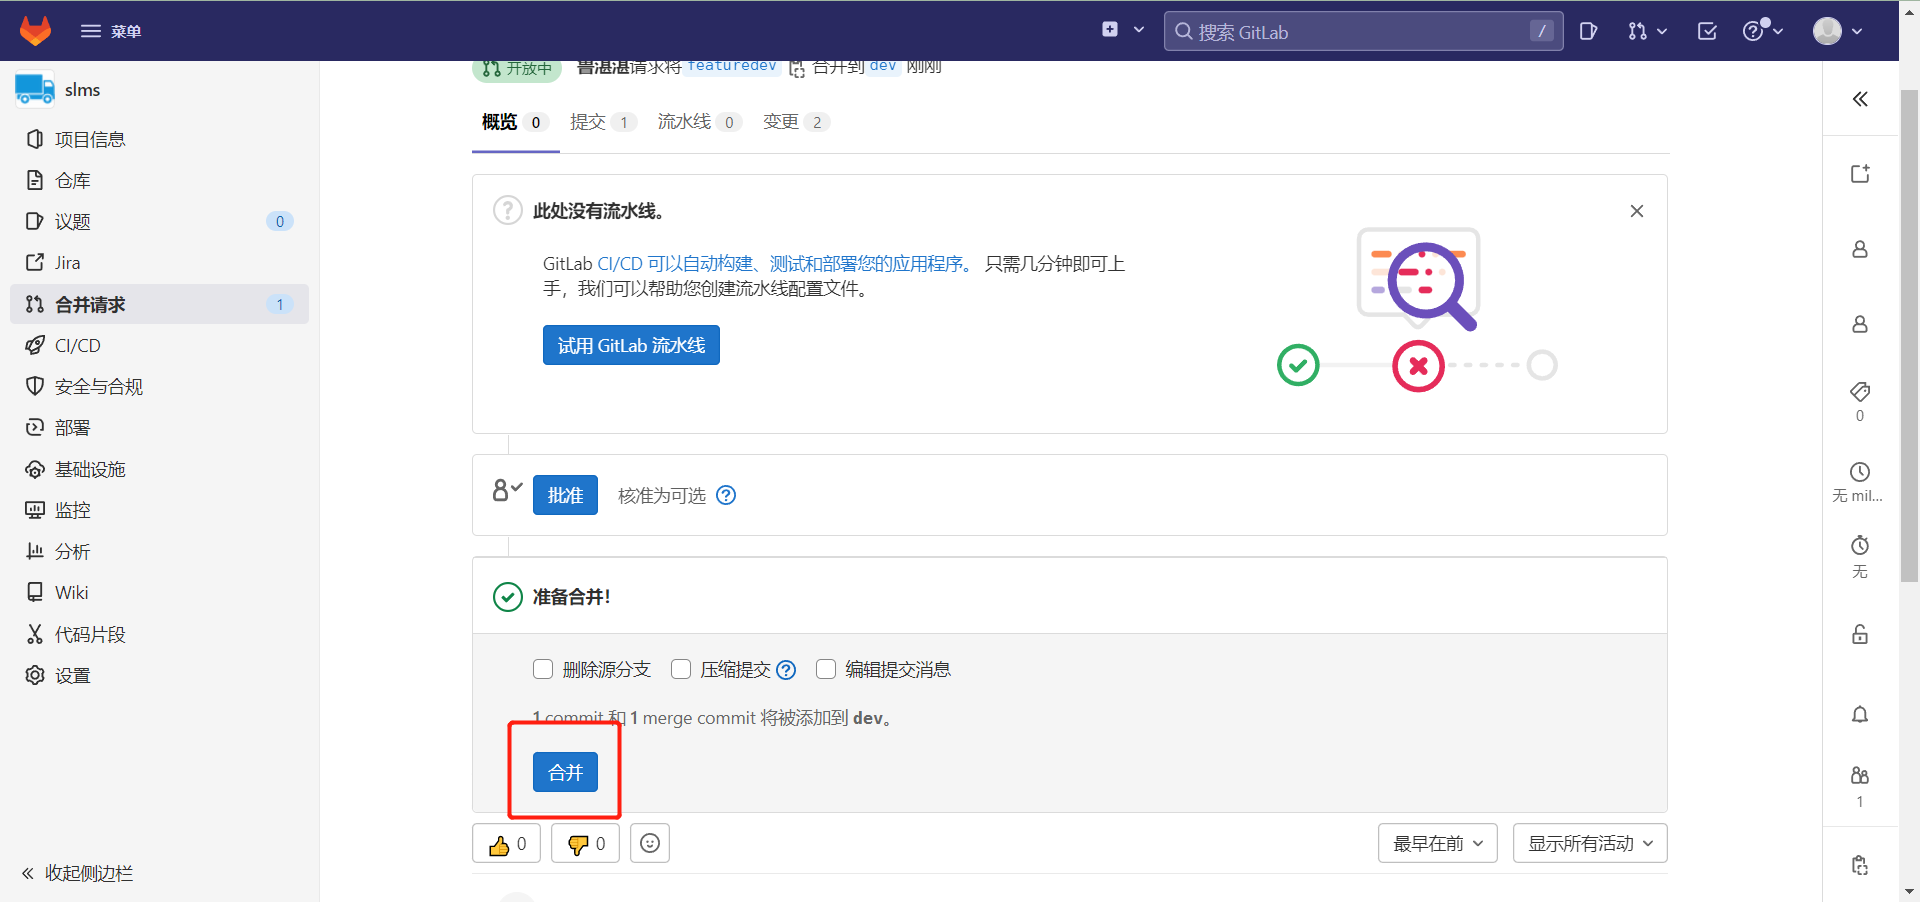 菜单
搜索 GitLab
/
slms
项目信息
仓库
议题 0
Jira
合并请求 1
CI/CD
安全与合规
部署
基础设施
监控
分析
Wiki
代码片段
设置
收起侧边栏
开放中 鲁湛湛请求将 featuredev 合并到 dev 刚刚
概览 0 提交 1 流水线 0 变更 2
此处没有流水线。
GitLab CI/CD 可以自动构建、测试和部署您的应用程序。 只需几分钟即可上
手，我们可以帮助您创建流水线配置文件。
试用 GitLab 流水线
批准 核准为可选
准备合并！
删除源分支 压缩提交 编辑提交消息
1 commit 和 1 merge commit 将被添加到 dev。
合并
0 0
最早在前 显示所有活动
0
无 mil...
无
1